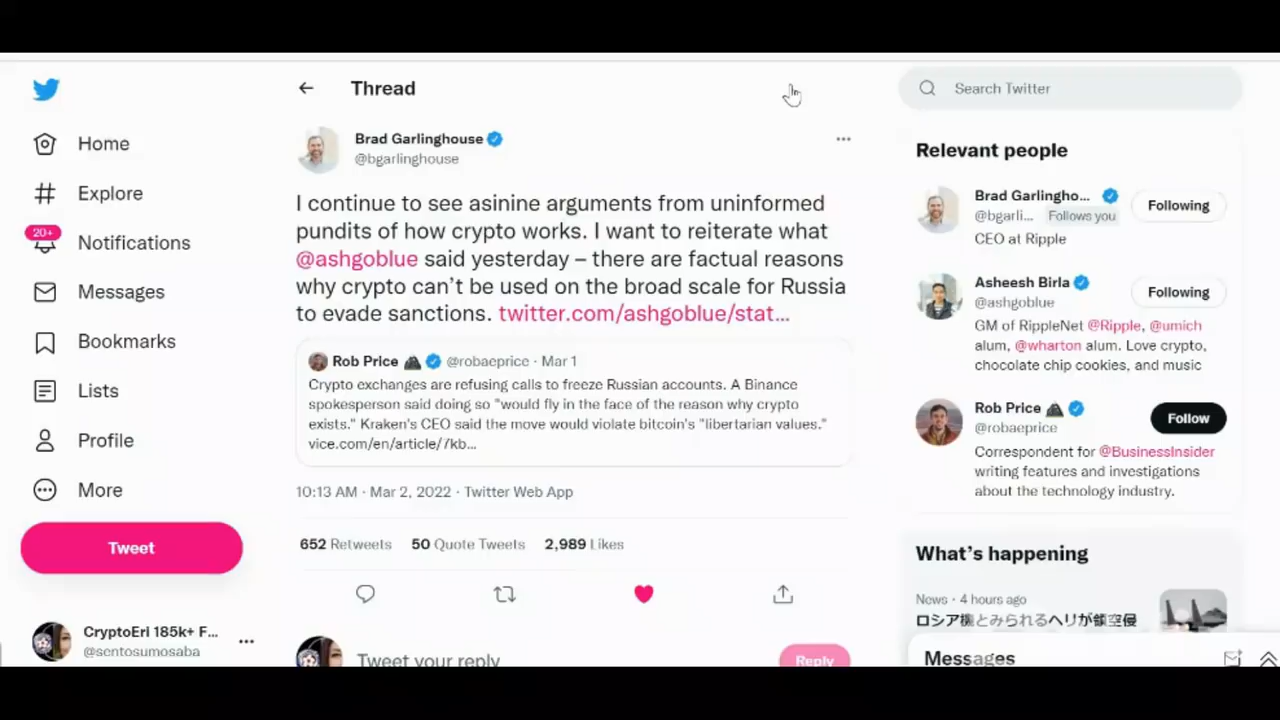 Thread
Search Twitter
Home
Explore
20+
Notifications
Messages
Bookmarks
Lists
Profile
More
Tweet
CryptoEri 185k+ F...
@sentosumosaba
Brad Garlinghouse
@bgarlinghouse
I continue to see asinine arguments from uninformed
pundits of how crypto works. I want to reiterate what
@ashgoblue said yesterday – there are factual reasons
why crypto can't be used on the broad scale for Russia
to evade sanctions. twitter.com/ashgoblue/stat...
Rob Price @robaeprice · Mar 1
Crypto exchanges are refusing calls to freeze Russian accounts. A Binance
spokesperson said doing so "would fly in the face of the reason why crypto
exists." Kraken's CEO said the move would violate bitcoin's "libertarian values."
vice.com/en/article/7kb...
10:13 AM · Mar 2, 2022 · Twitter Web App
652 Retweets 50 Quote Tweets 2,989 Likes
Tweet your reply
Reply
Relevant people
Brad Garlingho...
@bgarli... Follows you
Following
CEO at Ripple
Asheesh Birla
@ashgoblue
Following
GM of RippleNet @Ripple, @umich
alum, @wharton alum. Love crypto,
chocolate chip cookies, and music
Rob Price
@robaeprice
Follow
Correspondent for @BusinessInsider
writing features and investigations
about the technology industry.
What's happening
News · 4 hours ago
ロシア機とみられるヘリが領空侵
Messages